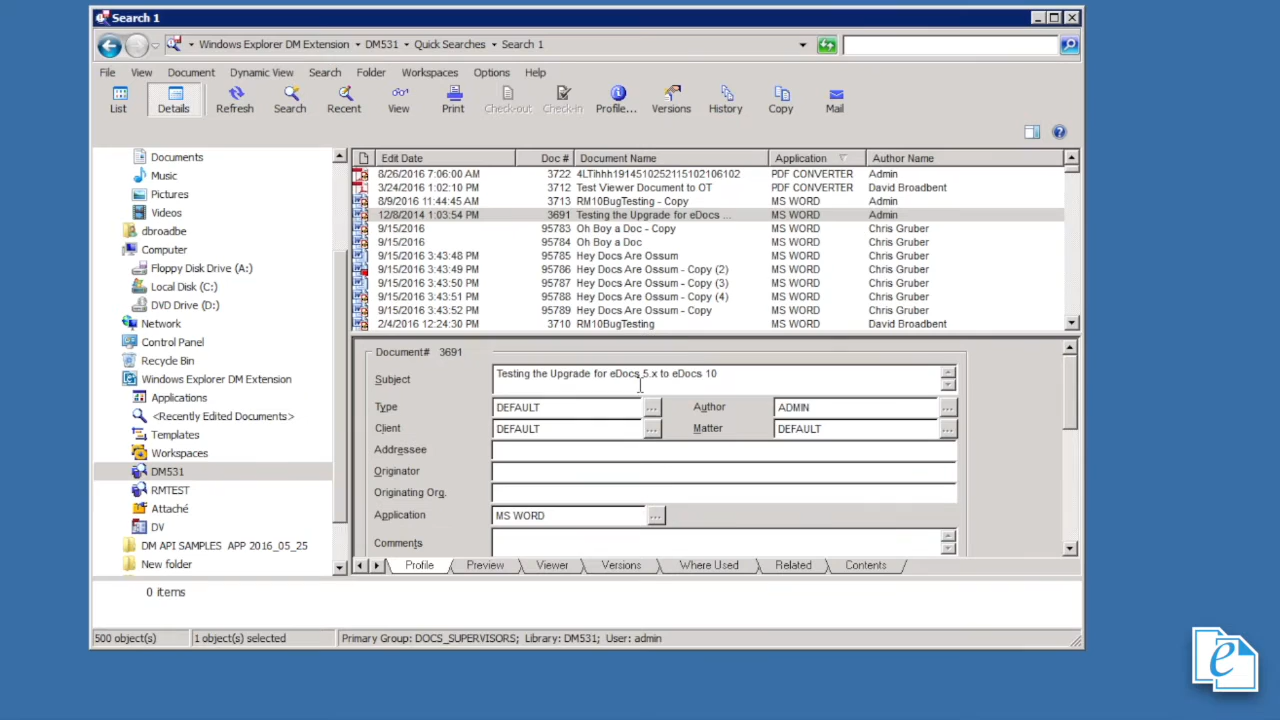 Search 1
Windows Explorer DM Extension DM531 Quick Searches Search 1
File View Document Dynamic View Search Folder Workspaces Options Help
List Details Refresh Search Recent View Print Check-out Check-in Profile... Versions History Copy Mail
Documents
Music
Pictures
Videos
dbroadbe
Computer
Floppy Disk Drive (A:)
Local Disk (C:)
DVD Drive (D:)
Network
Control Panel
Recycle Bin
Windows Explorer DM Extension
Applications
<Recently Edited Documents>
Templates
Workspaces
DM531
RMTEST
Attaché
DV
DM API SAMPLES APP 2016_05_25
New folder
Edit Date Doc # Document Name Application Author Name
8/26/2016 7:06:00 AM 3722 4LTihhh1914510252115102106102 PDF CONVERTER Admin
3/24/2016 1:02:10 PM 3712 Test Viewer Document to OT PDF CONVERTER David Broadbent
8/9/2016 11:44:45 AM 3713 RM10BugTesting - Copy MS WORD Admin
12/8/2014 1:03:54 PM 3691 Testing the Upgrade for eDocs ... MS WORD Admin
9/15/2016 95783 Oh Boy a Doc - Copy MS WORD Chris Gruber
9/15/2016 95784 Oh Boy a Doc MS WORD Chris Gruber
9/15/2016 3:43:48 PM 95785 Hey Docs Are Ossum MS WORD Chris Gruber
9/15/2016 3:43:49 PM 95786 Hey Docs Are Ossum - Copy (2) MS WORD Chris Gruber
9/15/2016 3:43:50 PM 95787 Hey Docs Are Ossum - Copy (3) MS WORD Chris Gruber
9/15/2016 3:43:51 PM 95788 Hey Docs Are Ossum - Copy (4) MS WORD Chris Gruber
9/15/2016 3:43:52 PM 95789 Hey Docs Are Ossum - Copy MS WORD Chris Gruber
2/4/2016 12:24:30 PM 3710 RM10BugTesting MS WORD David Broadbent
Document# 3691
Subject Testing the Upgrade for eDocs 5.x to eDocs 10
Type DEFAULT ... Author ADMIN ...
Client DEFAULT ... Matter DEFAULT ...
Addressee
Originator
Originating Org.
Application MS WORD ...
Comments
Profile Preview Viewer Versions Where Used Related Contents
0 items
500 object(s) 1 object(s) selected Primary Group: DOCS_SUPERVISORS; Library: DM531; User: admin
e